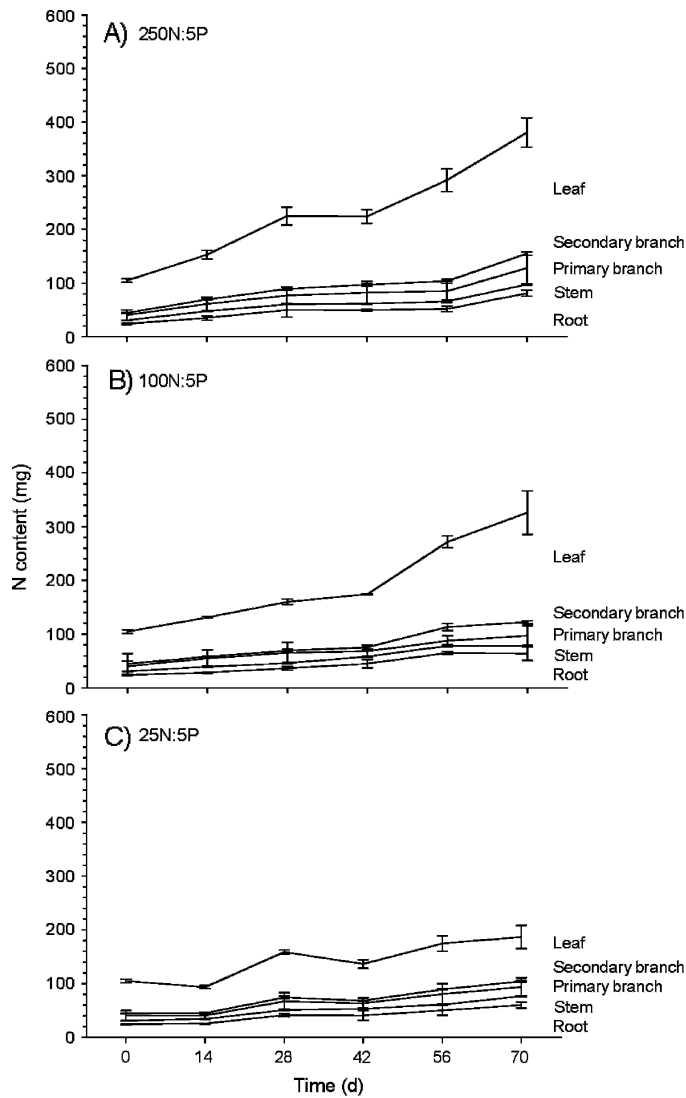 A) 250N:5P
600
500
400
300
200
100
0
Leaf
Secondary branch
Primary branch
Stem
Root
B) 100N:5P
600
500
400
300
200
100
0
Leaf
Secondary branch
Primary branch
Stem
Root
N content (mg)
C) 25N:5P
600
500
400
300
200
100
0
Leaf
Secondary branch
Primary branch
Stem
Root
0 14 28 42 56 70
Time (d)